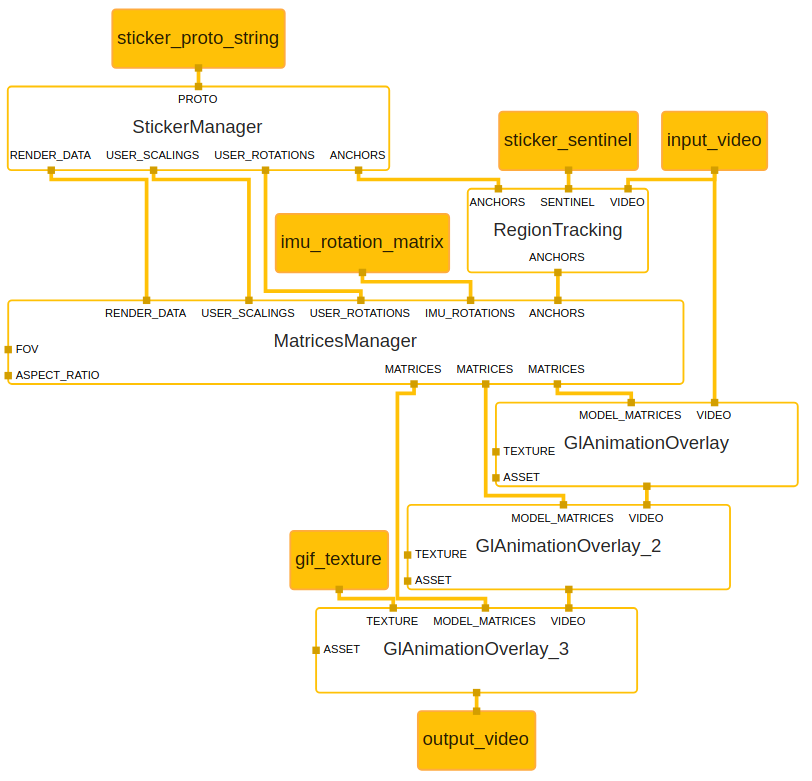 sticker_proto_string
PROTO
StickerManager
RENDER_DATA USER_SCALINGS USER_ROTATIONS ANCHORS
sticker_sentinel
input_video
ANCHORS SENTINEL VIDEO
RegionTracking
ANCHORS
imu_rotation_matrix
RENDER_DATA USER_SCALINGS USER_ROTATIONS IMU_ROTATIONS ANCHORS
MatricesManager
FOV
ASPECT_RATIO
MATRICES MATRICES MATRICES
MODEL_MATRICES VIDEO
GlAnimationOverlay
TEXTURE
ASSET
MODEL_MATRICES VIDEO
GlAnimationOverlay_2
TEXTURE
ASSET
gif_texture
TEXTURE MODEL_MATRICES VIDEO
ASSET
GlAnimationOverlay_3
output_video